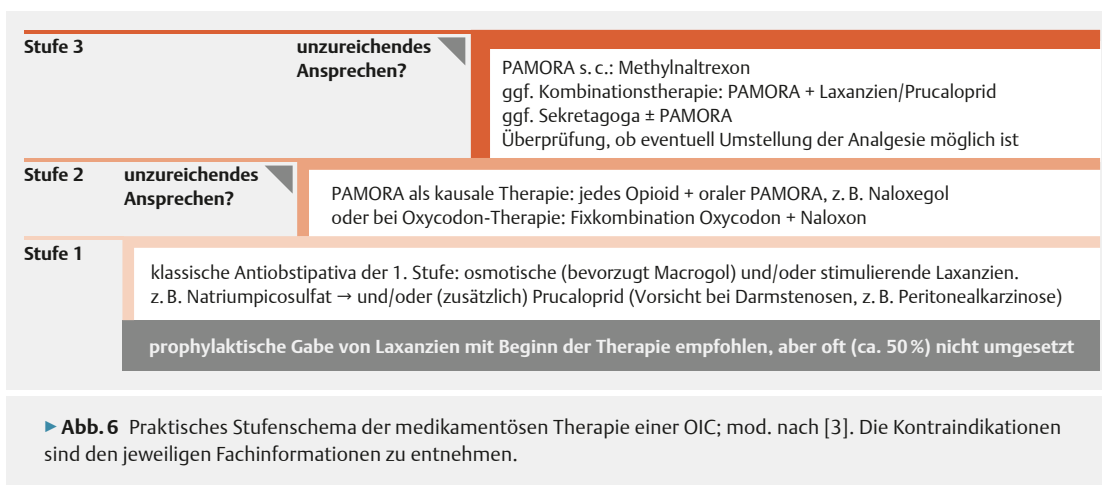 Stufe 3
unzureichendes
Ansprechen?
PAMORA s. c.: Methylnaltrexon
ggf. Kombinationstherapie: PAMORA + Laxanzien/Prucaloprid
ggf. Sekretagoga ± PAMORA
Überprüfung, ob eventuell Umstellung der Analgesie möglich ist
Stufe 2
unzureichendes
Ansprechen?
PAMORA als kausale Therapie: jedes Opioid + oraler PAMORA, z. B. Naloxegol
oder bei Oxycodon-Therapie: Fixkombination Oxycodon + Naloxon
Stufe 1
klassische Antiobstipativa der 1. Stufe: osmotische (bevorzugt Macrogol) und/oder stimulierende Laxanzien.
z. B. Natriumpicosulfat → und/oder (zusätzlich) Prucaloprid (Vorsicht bei Darmstenosen, z. B. Peritonealkarzinose)
prophylaktische Gabe von Laxanzien mit Beginn der Therapie empfohlen, aber oft (ca. 50 %) nicht umgesetzt
▶ Abb. 6 Praktisches Stufenschema der medikamentösen Therapie einer OIC; mod. nach [3]. Die Kontraindikationen
sind den jeweiligen Fachinformationen zu entnehmen.